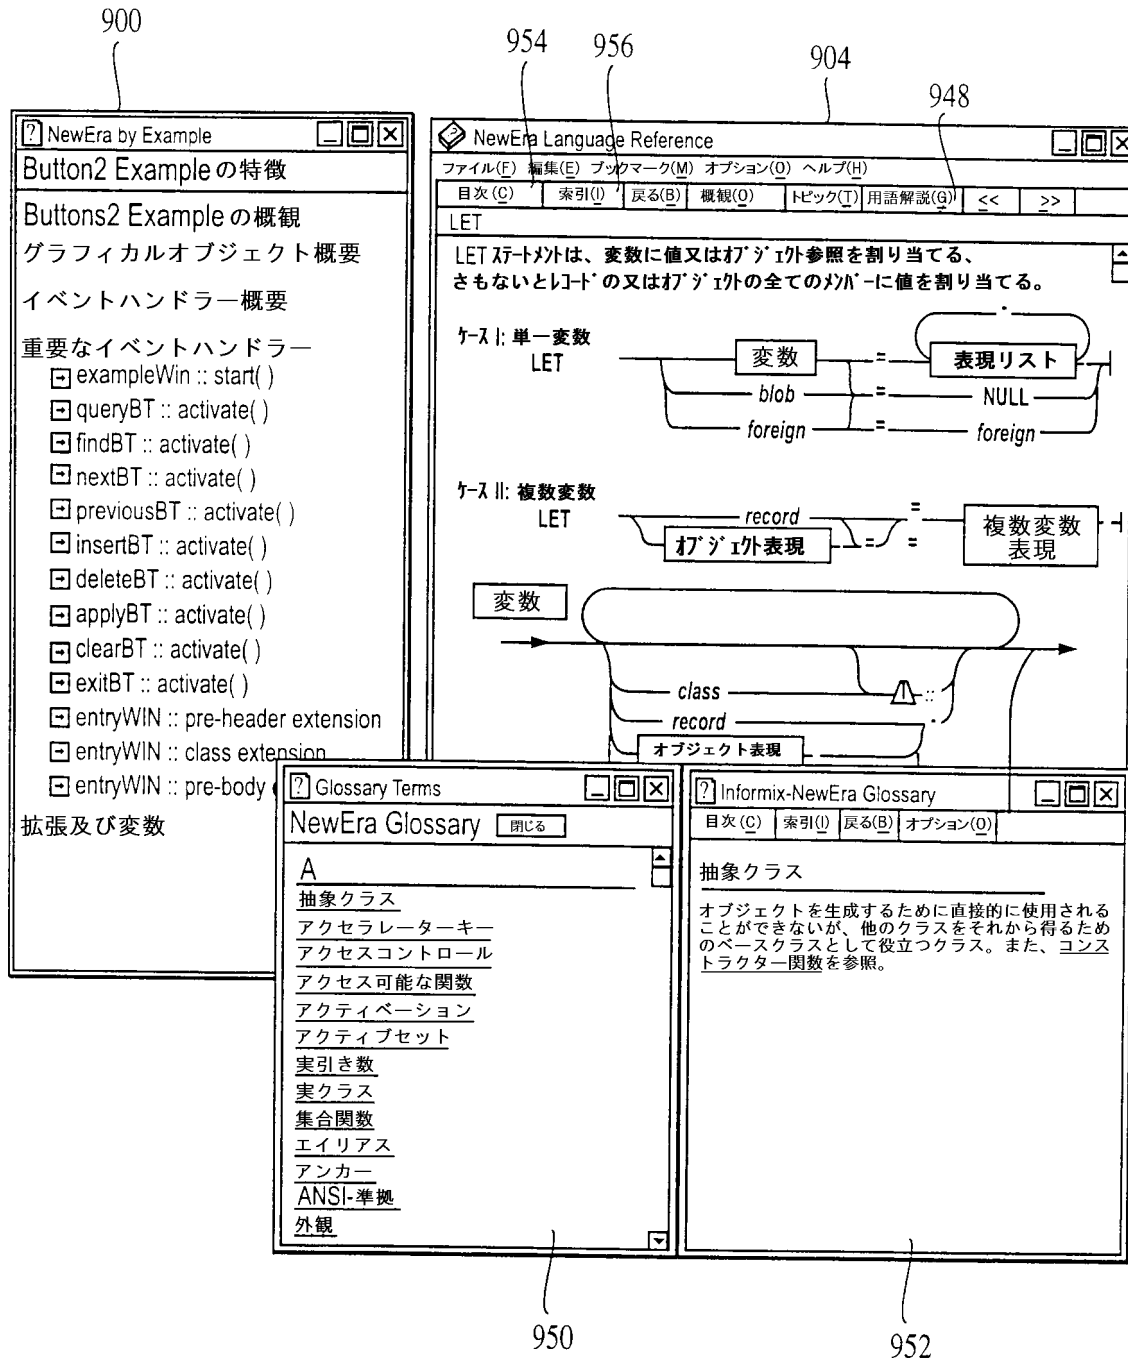 900
954
956
904
948
NewEra by Example
Button2 Exampleの特徴
Buttons2 Exampleの概観
グラフィカルオブジェクト概要
イベントハンドラー概要
重要なイベントハンドラー
exampleWin :: start( )
queryBT :: activate( )
findBT :: activate( )
nextBT :: activate( )
previousBT :: activate( )
insertBT :: activate( )
deleteBT :: activate( )
applyBT :: activate( )
clearBT :: activate( )
exitBT :: activate( )
entryWIN :: pre-header extension
entryWIN :: class extension
entryWIN :: pre-body
拡張及び変数
NewEra Language Reference
ファイル(F) 編集(E) ブックマーク(M) オプション(O) ヘルプ(H)
目次(C) 索引(I) 戻る(B) 概観(O) トピック(T) 用語解説(G) << >>
LET
LETステートメントは、変数に値又はオブジェクト参照を割り当てる、
さもないとレコードの又はオブジェクトの全てのメンバーに値を割り当てる。
ケース I: 単一変数
LET 変数 = 表現リスト
blob = NULL
foreign = foreign
ケース II: 複数変数
LET record = 複数変数表現
オブジェクト表現 = =
変数
class ::
record .
オブジェクト表現
Glossary Terms
NewEra Glossary 閉じる
A
抽象クラス
アクセラレーターキー
アクセスコントロール
アクセス可能な関数
アクティベーション
アクティブセット
実引き数
実クラス
集合関数
エイリアス
アンカー
ANSI-準拠
外観
Informix-NewEra Glossary
目次(C) 索引(I) 戻る(B) オプション(O)
抽象クラス
オブジェクトを生成するために直接的に使用される
ことができないが、他のクラスをそれから得るため
のベースクラスとして役立つクラス。また、コンス
トラクター関数を参照。
950
952